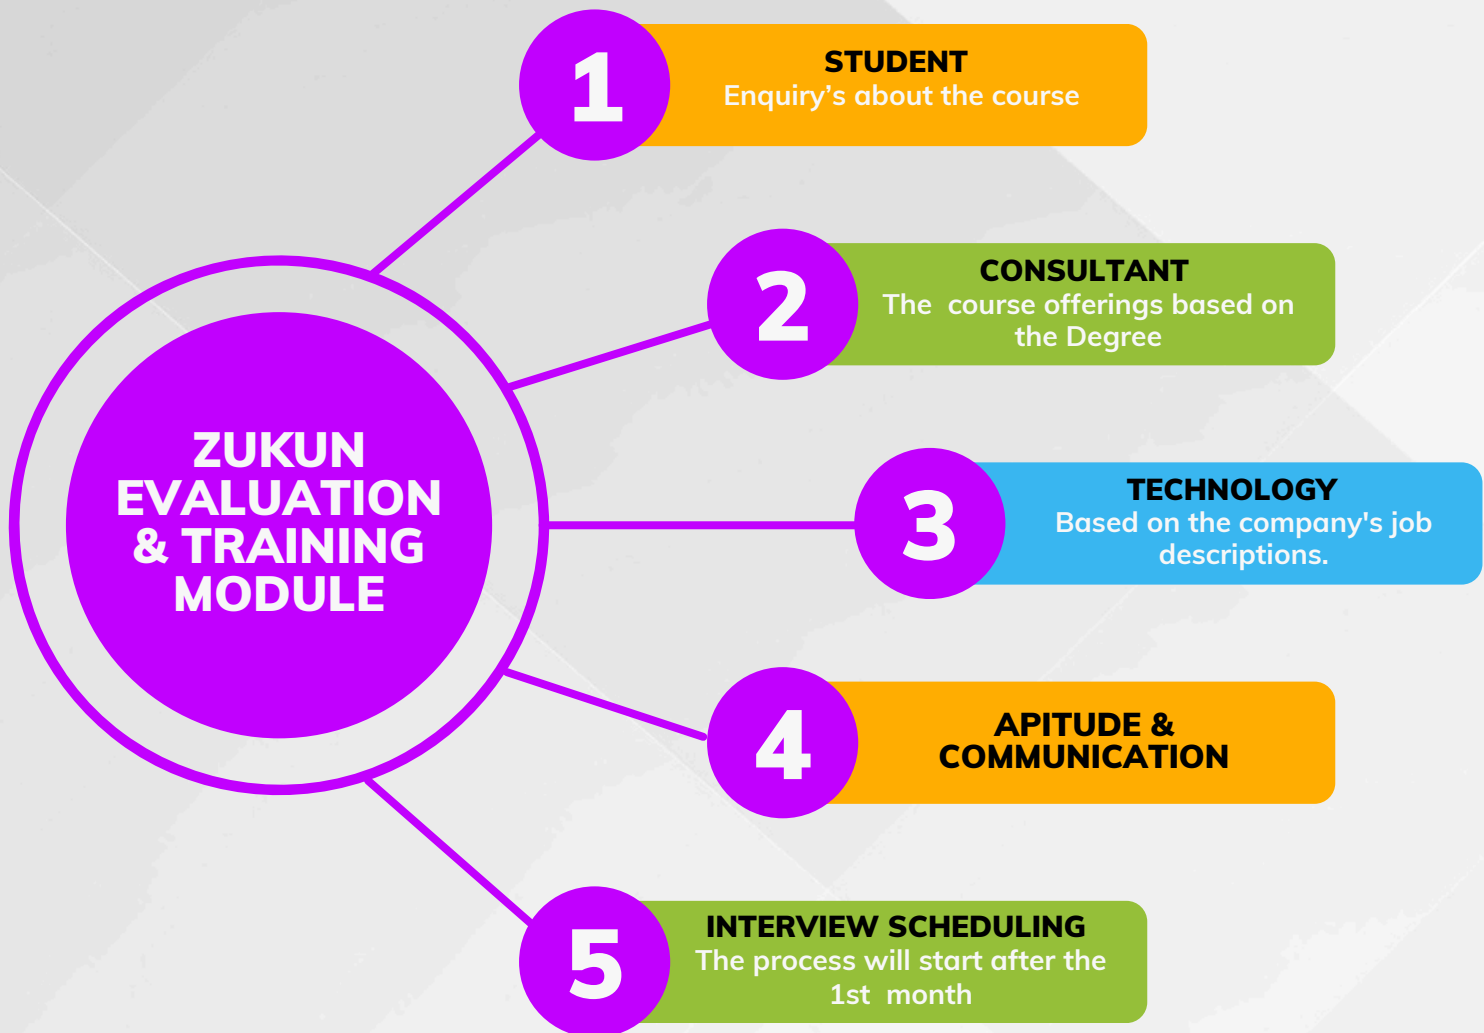 1
STUDENT
Enquiry’s about the course
2
CONSULTANT
The course offerings based on
the Degree
ZUKUN
EVALUATION
& TRAINING
MODULE
3
TECHNOLOGY
Based on the company's job
descriptions.
4
APITUDE &
COMMUNICATION
5
INTERVIEW SCHEDULING
The process will start after the
1st month